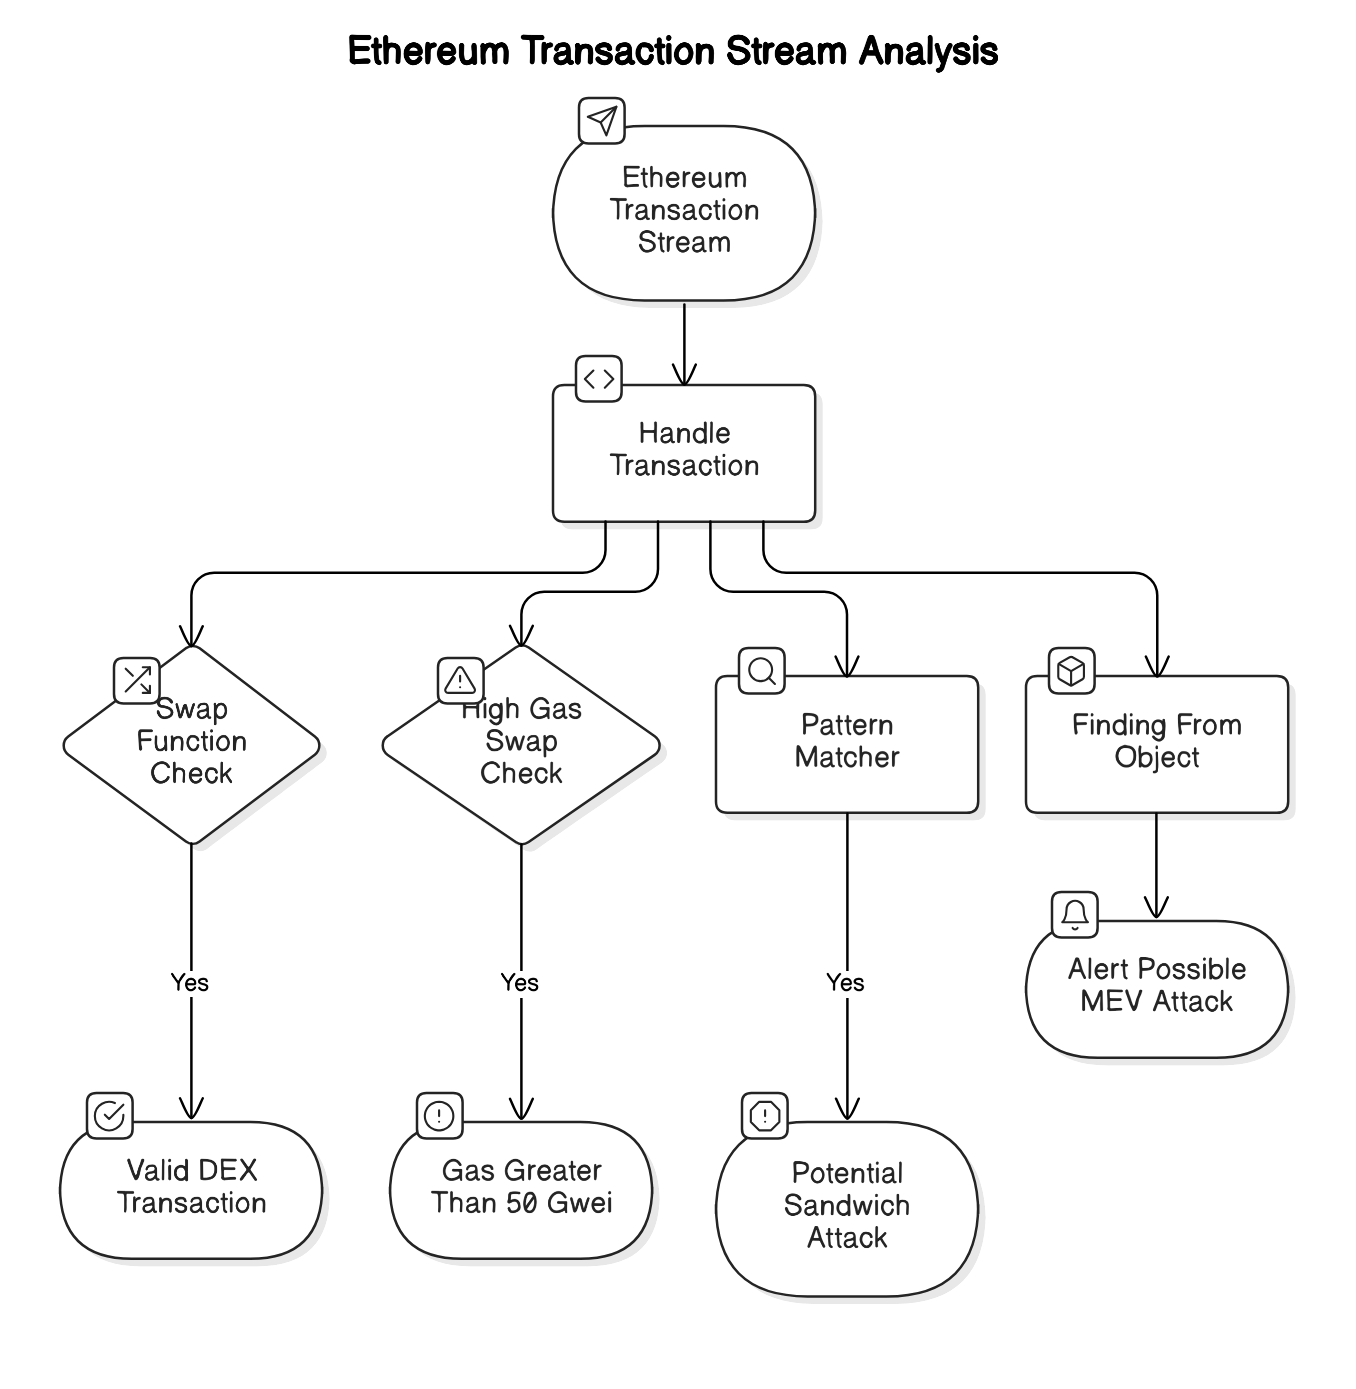 Ethereum Transaction Stream Analysis
Ethereum
Transaction
Stream
Handle
Transaction
Swap
Function
Check
High Gas
Swap
Check
Pattern
Matcher
Finding From
Object
Alert Possible
MEV Attack
Yes
Yes
Yes
Valid DEX
Transaction
Gas Greater
Than 50 Gwei
Potential
Sandwich
Attack